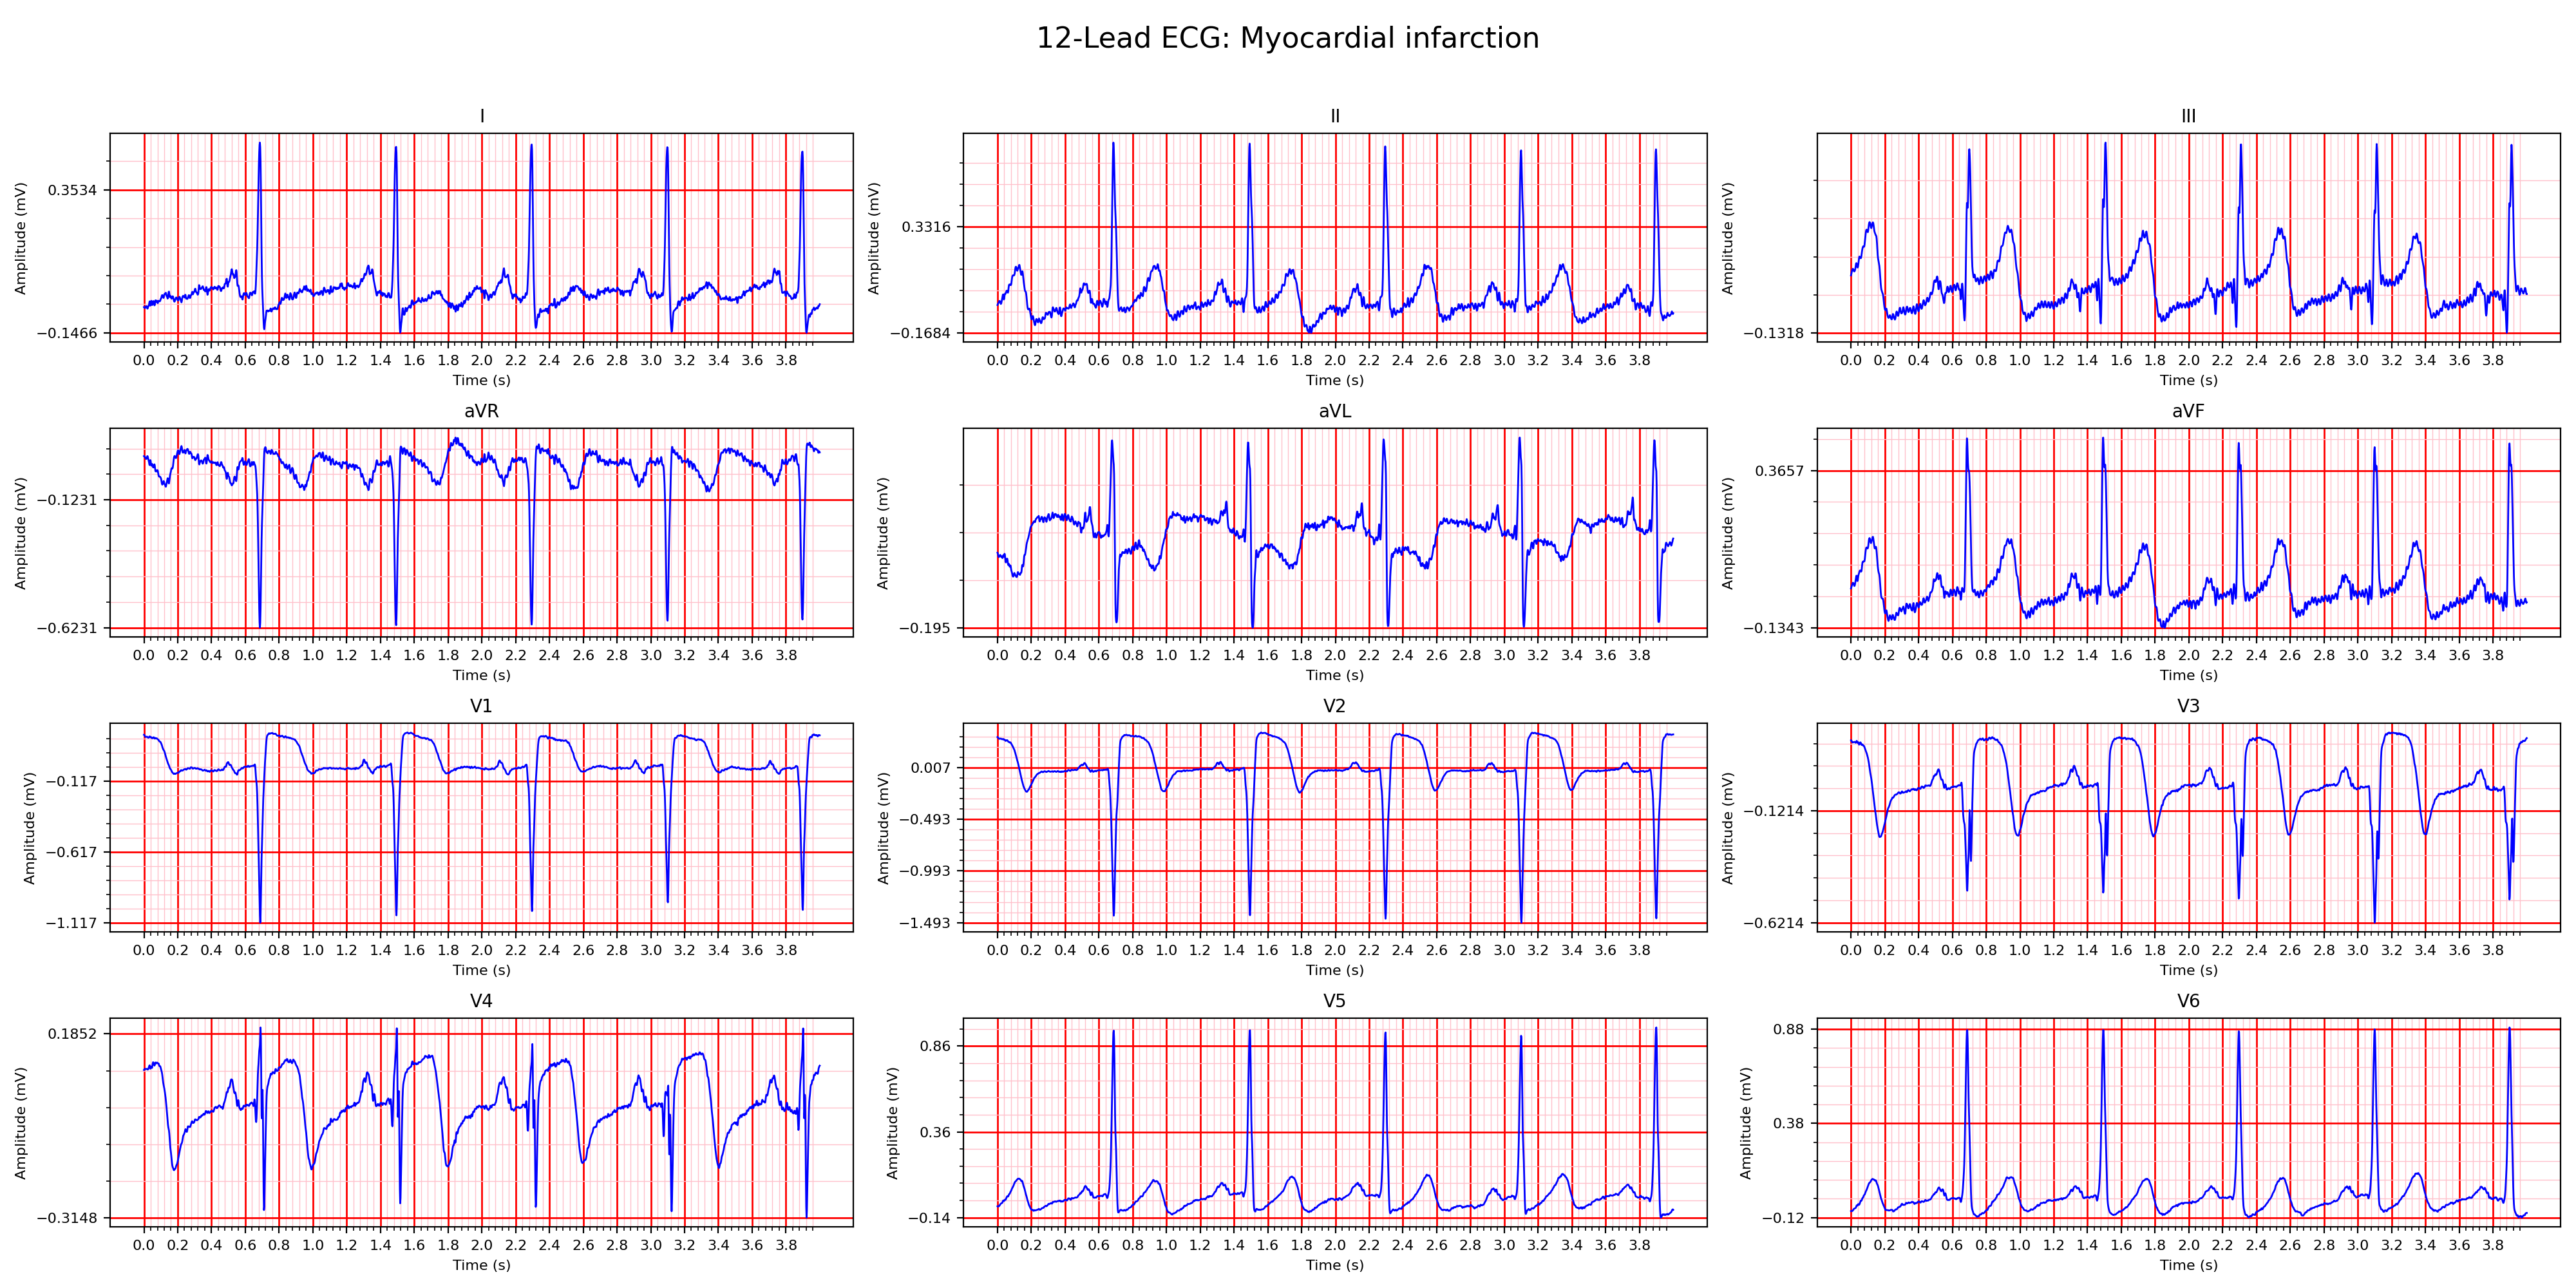 12-Lead ECG: Myocardial infarction
I
Amplitude (mV)
0.3534
−0.1466
0.0 0.2 0.4 0.6 0.8 1.0 1.2 1.4 1.6 1.8 2.0 2.2 2.4 2.6 2.8 3.0 3.2 3.4 3.6 3.8
Time (s)
II
Amplitude (mV)
0.3316
−0.1684
0.0 0.2 0.4 0.6 0.8 1.0 1.2 1.4 1.6 1.8 2.0 2.2 2.4 2.6 2.8 3.0 3.2 3.4 3.6 3.8
Time (s)
III
Amplitude (mV)
−0.1318
0.0 0.2 0.4 0.6 0.8 1.0 1.2 1.4 1.6 1.8 2.0 2.2 2.4 2.6 2.8 3.0 3.2 3.4 3.6 3.8
Time (s)
aVR
Amplitude (mV)
−0.1231
−0.6231
0.0 0.2 0.4 0.6 0.8 1.0 1.2 1.4 1.6 1.8 2.0 2.2 2.4 2.6 2.8 3.0 3.2 3.4 3.6 3.8
Time (s)
aVL
Amplitude (mV)
−0.195
0.0 0.2 0.4 0.6 0.8 1.0 1.2 1.4 1.6 1.8 2.0 2.2 2.4 2.6 2.8 3.0 3.2 3.4 3.6 3.8
Time (s)
aVF
Amplitude (mV)
0.3657
−0.1343
0.0 0.2 0.4 0.6 0.8 1.0 1.2 1.4 1.6 1.8 2.0 2.2 2.4 2.6 2.8 3.0 3.2 3.4 3.6 3.8
Time (s)
V1
Amplitude (mV)
−0.117
−0.617
−1.117
0.0 0.2 0.4 0.6 0.8 1.0 1.2 1.4 1.6 1.8 2.0 2.2 2.4 2.6 2.8 3.0 3.2 3.4 3.6 3.8
Time (s)
V2
Amplitude (mV)
0.007
−0.493
−0.993
−1.493
0.0 0.2 0.4 0.6 0.8 1.0 1.2 1.4 1.6 1.8 2.0 2.2 2.4 2.6 2.8 3.0 3.2 3.4 3.6 3.8
Time (s)
V3
Amplitude (mV)
−0.1214
−0.6214
0.0 0.2 0.4 0.6 0.8 1.0 1.2 1.4 1.6 1.8 2.0 2.2 2.4 2.6 2.8 3.0 3.2 3.4 3.6 3.8
Time (s)
V4
Amplitude (mV)
0.1852
−0.3148
0.0 0.2 0.4 0.6 0.8 1.0 1.2 1.4 1.6 1.8 2.0 2.2 2.4 2.6 2.8 3.0 3.2 3.4 3.6 3.8
Time (s)
V5
Amplitude (mV)
0.86
0.36
−0.14
0.0 0.2 0.4 0.6 0.8 1.0 1.2 1.4 1.6 1.8 2.0 2.2 2.4 2.6 2.8 3.0 3.2 3.4 3.6 3.8
Time (s)
V6
Amplitude (mV)
0.88
0.38
−0.12
0.0 0.2 0.4 0.6 0.8 1.0 1.2 1.4 1.6 1.8 2.0 2.2 2.4 2.6 2.8 3.0 3.2 3.4 3.6 3.8
Time (s)